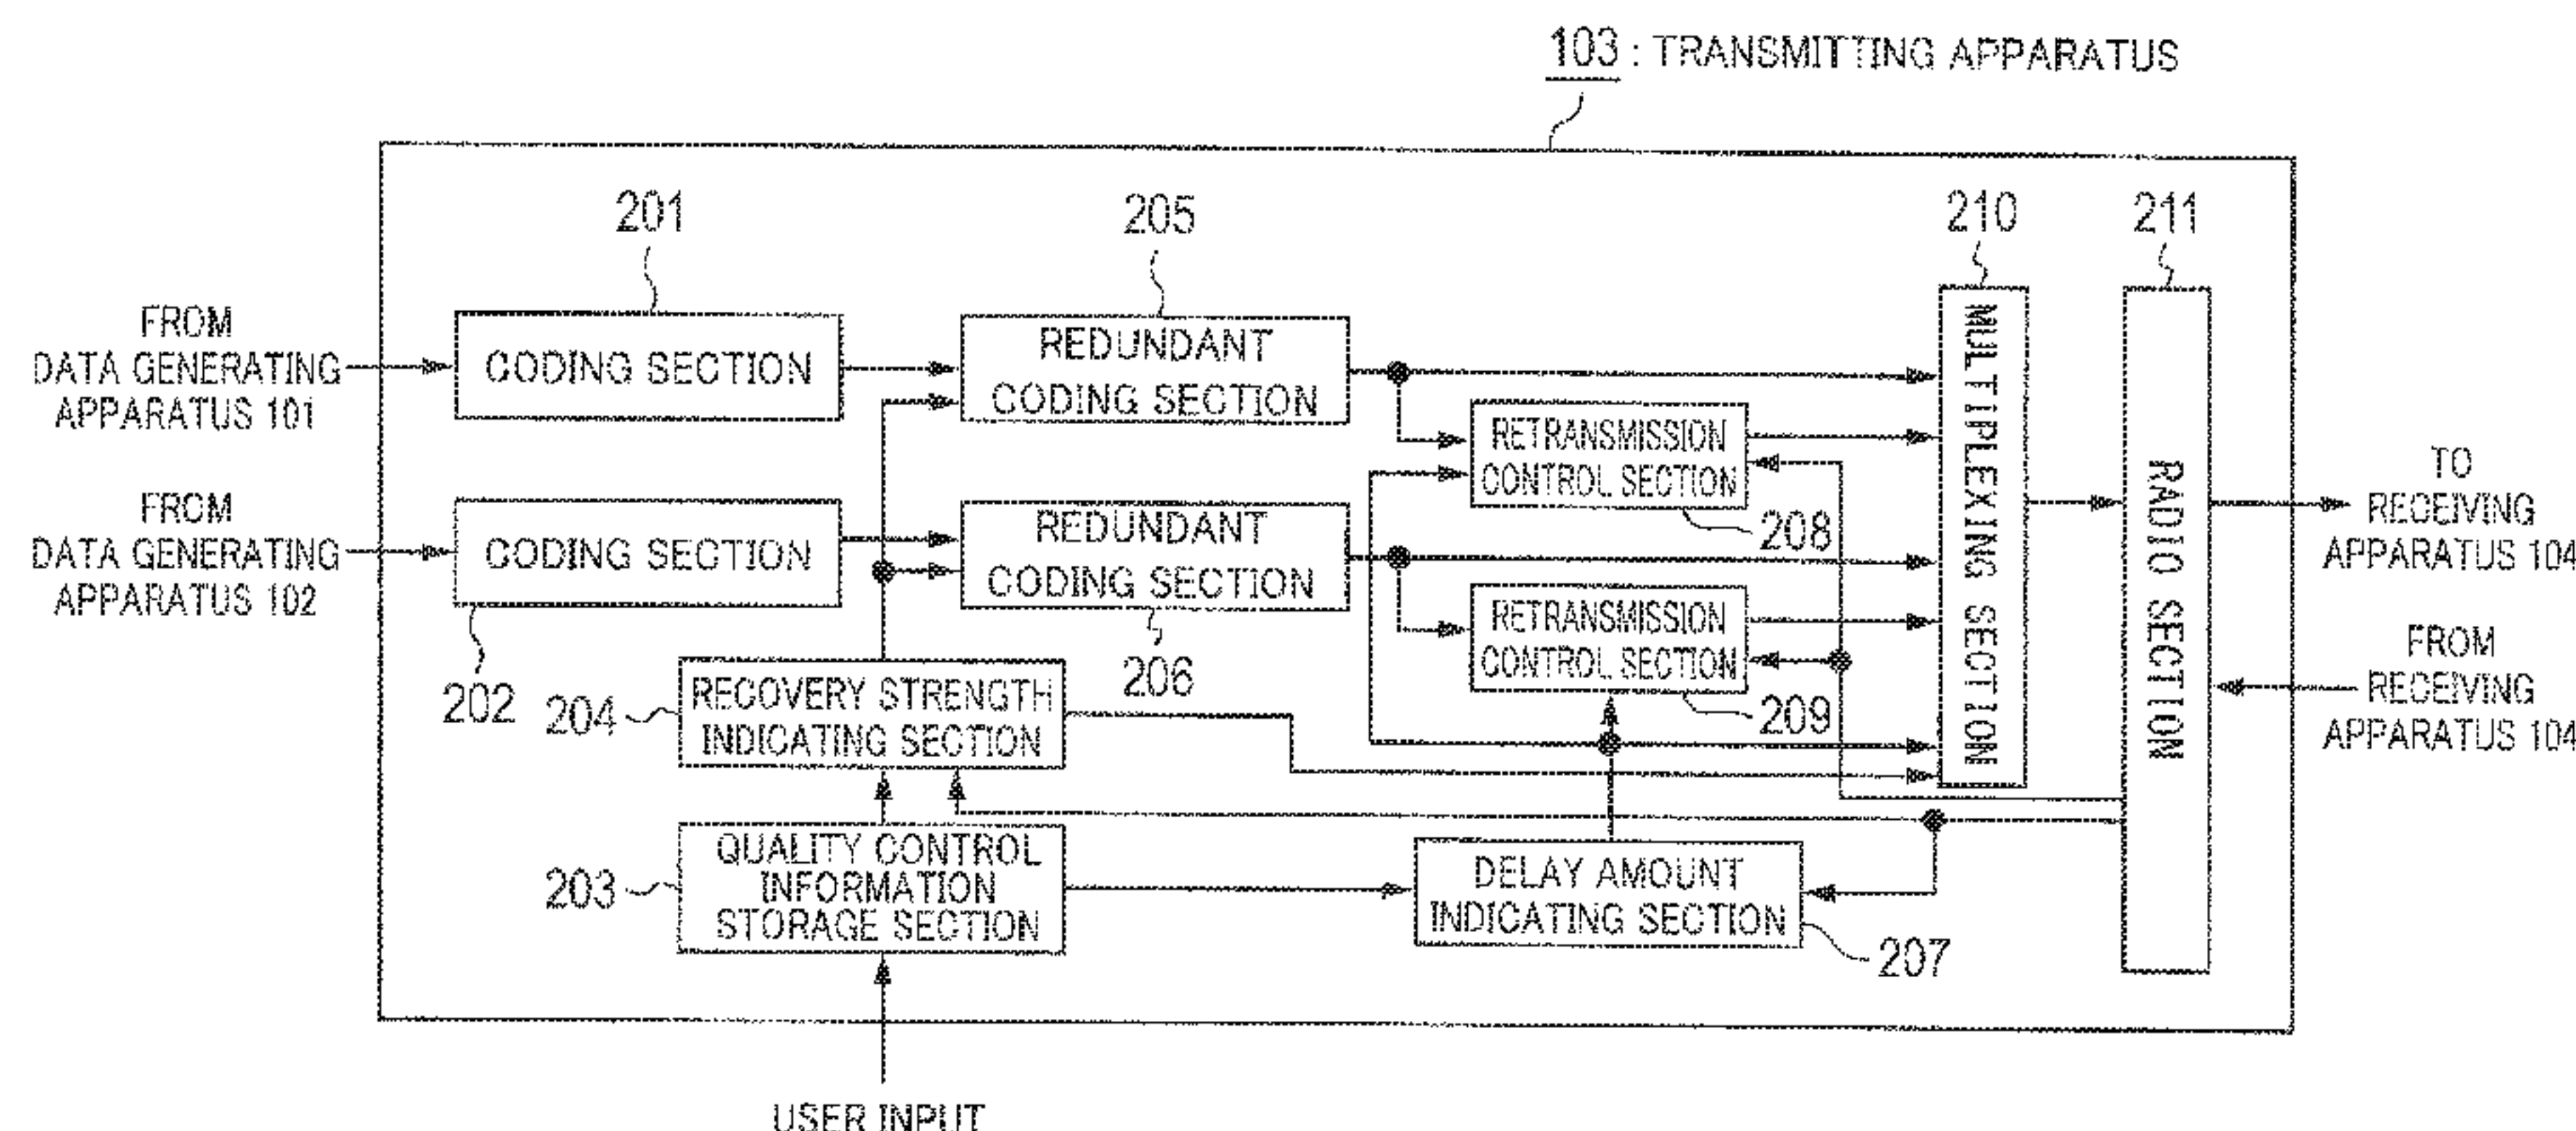 103 : TRANSMITTING APPARATUS
201
205
210
211
FROM
DATA GENERATING
APPARATUS 101
CODING SECTION
REDUNDANT
CODING SECTION
MULTIPLEXING SECTION
RADIO SECTION
RETRANSMISSION
CONTROL SECTION
208
TO
RECEIVING
APPARATUS 104
FROM
DATA GENERATING
APPARATUS 102
CODING SECTION
202
REDUNDANT
CODING SECTION
206
RETRANSMISSION
CONTROL SECTION
209
FROM
RECEIVING
APPARATUS 104
204
RECOVERY STRENGTH
INDICATING SECTION
203
QUALITY CONTROL
INFORMATION
STORAGE SECTION
DELAY AMOUNT
INDICATING SECTION
207
USER INPUT